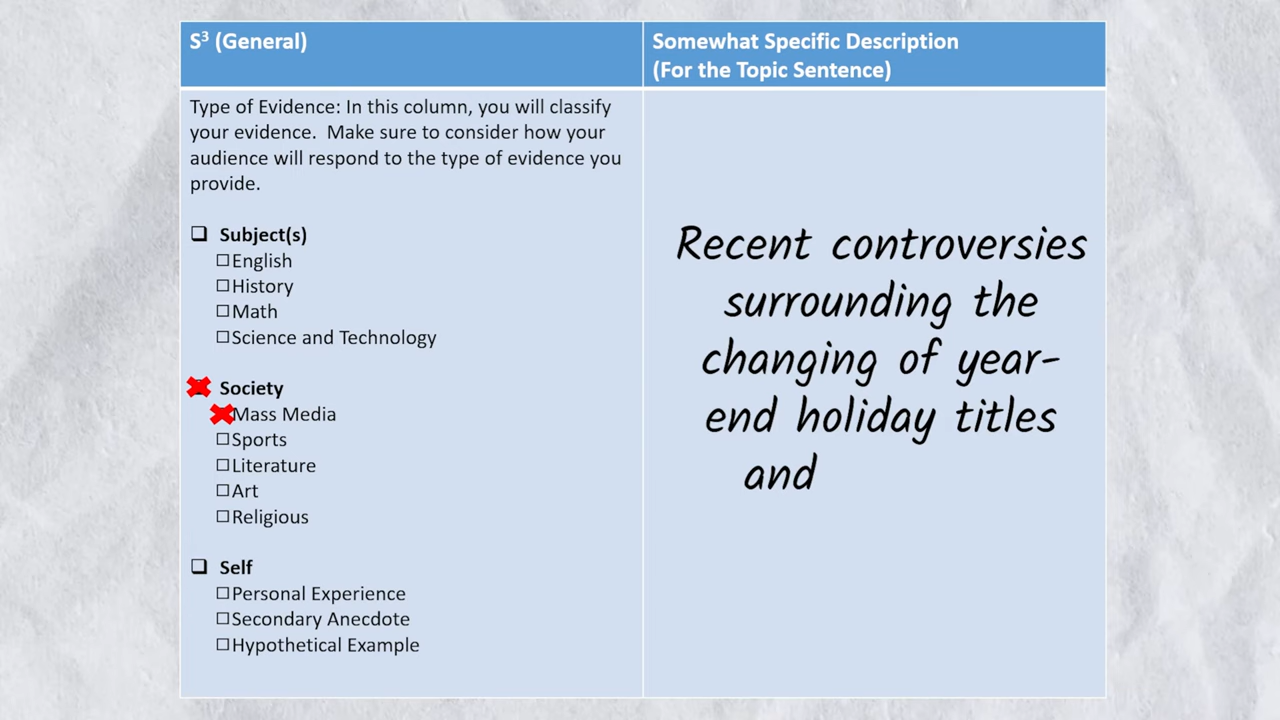 S³ (General)
Somewhat Specific Description
(For the Topic Sentence)
Type of Evidence: In this column, you will classify
your evidence.  Make sure to consider how your
audience will respond to the type of evidence you
provide.
Subject(s)
English
History
Math
Science and Technology
Society
Mass Media
Sports
Literature
Art
Religious
Self
Personal Experience
Secondary Anecdote
Hypothetical Example
Recent controversies
surrounding the
changing of year-
end holiday titles
and